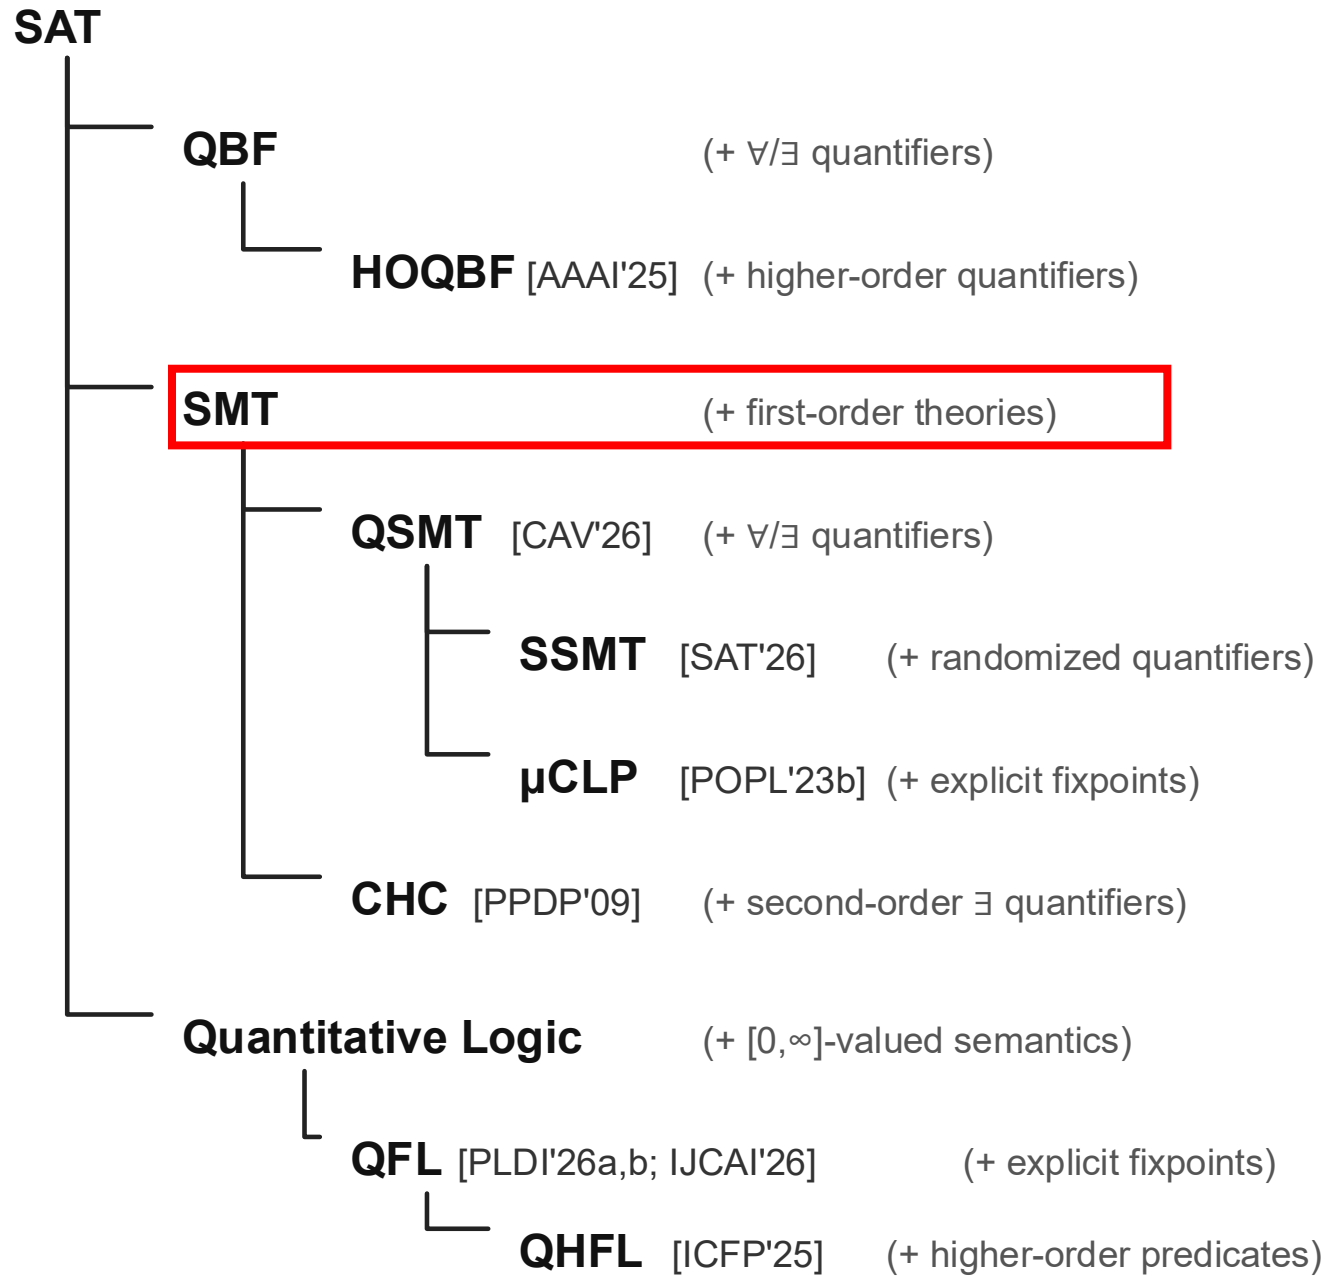 SAT
QBF (+ ∀/∃ quantifiers)
HOQBF [AAAI'25] (+ higher-order quantifiers)
SMT (+ first-order theories)
QSMT [CAV'26] (+ ∀/∃ quantifiers)
SSMT [SAT'26] (+ randomized quantifiers)
μCLP [POPL'23b] (+ explicit fixpoints)
CHC [PPDP'09] (+ second-order ∃ quantifiers)
Quantitative Logic (+ [0,∞]-valued semantics)
QFL [PLDI'26a,b; IJCAI'26] (+ explicit fixpoints)
QHFL [ICFP'25] (+ higher-order predicates)